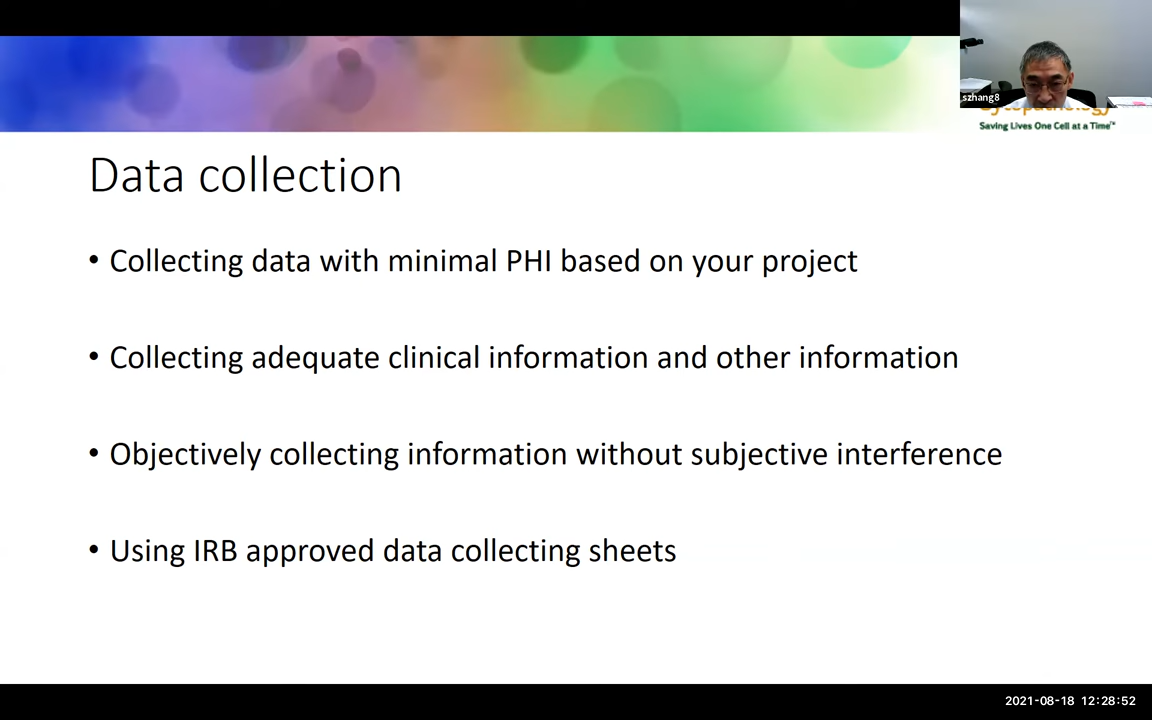 szhang8
Saving Lives One Cell at a Time™
Data collection
• Collecting data with minimal PHI based on your project
• Collecting adequate clinical information and other information
• Objectively collecting information without subjective interference
• Using IRB approved data collecting sheets
2021-08-18 12:28:52